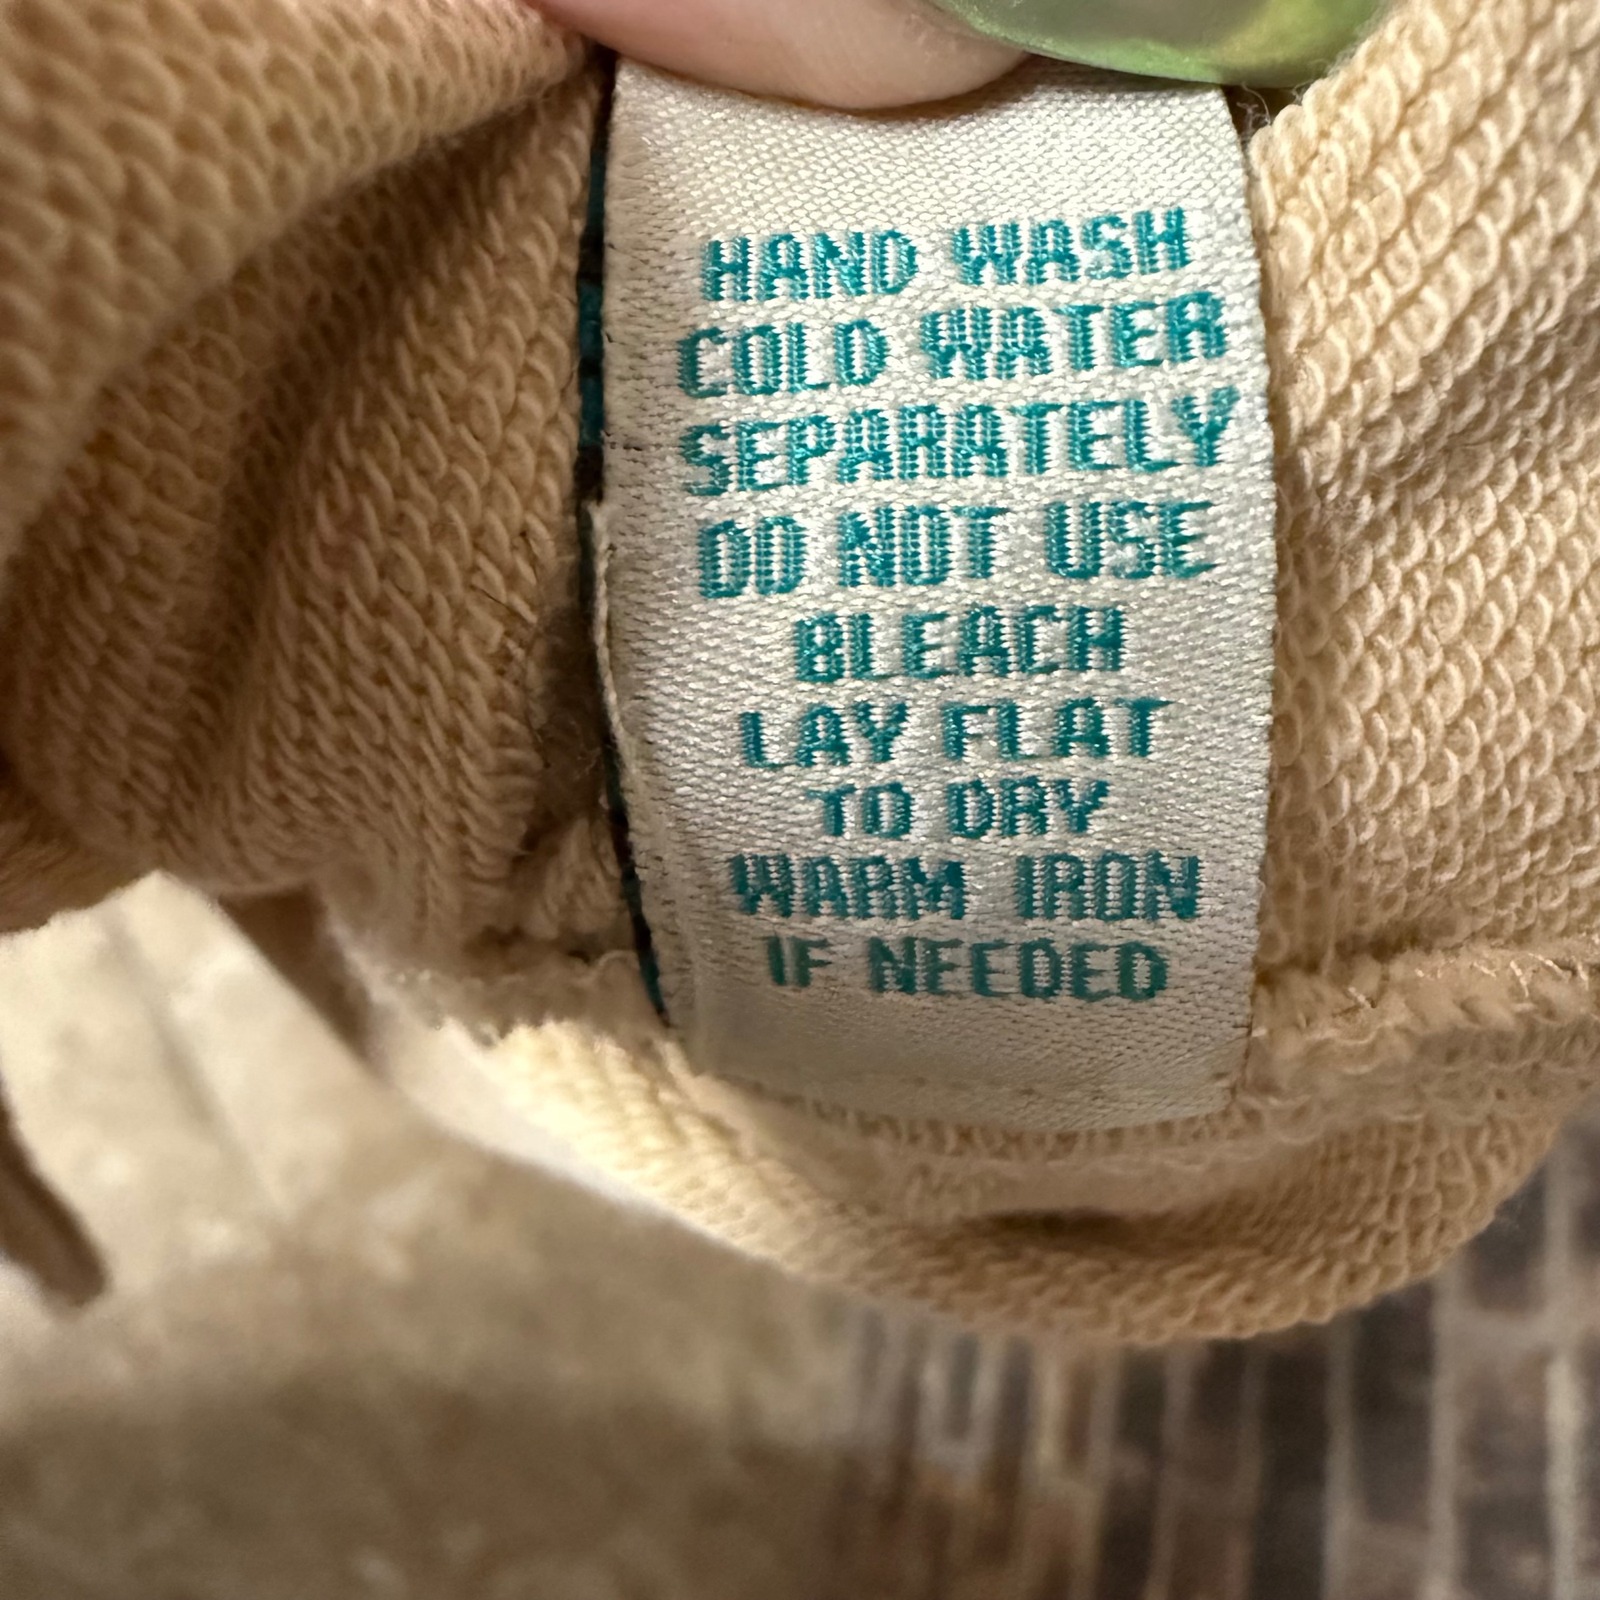 HAND WASH
COLD WATER
SEPARATELY
DO NOT USE
BLEACH
LAY FLAT
TO DRY
WARM IRON
IF NEEDED